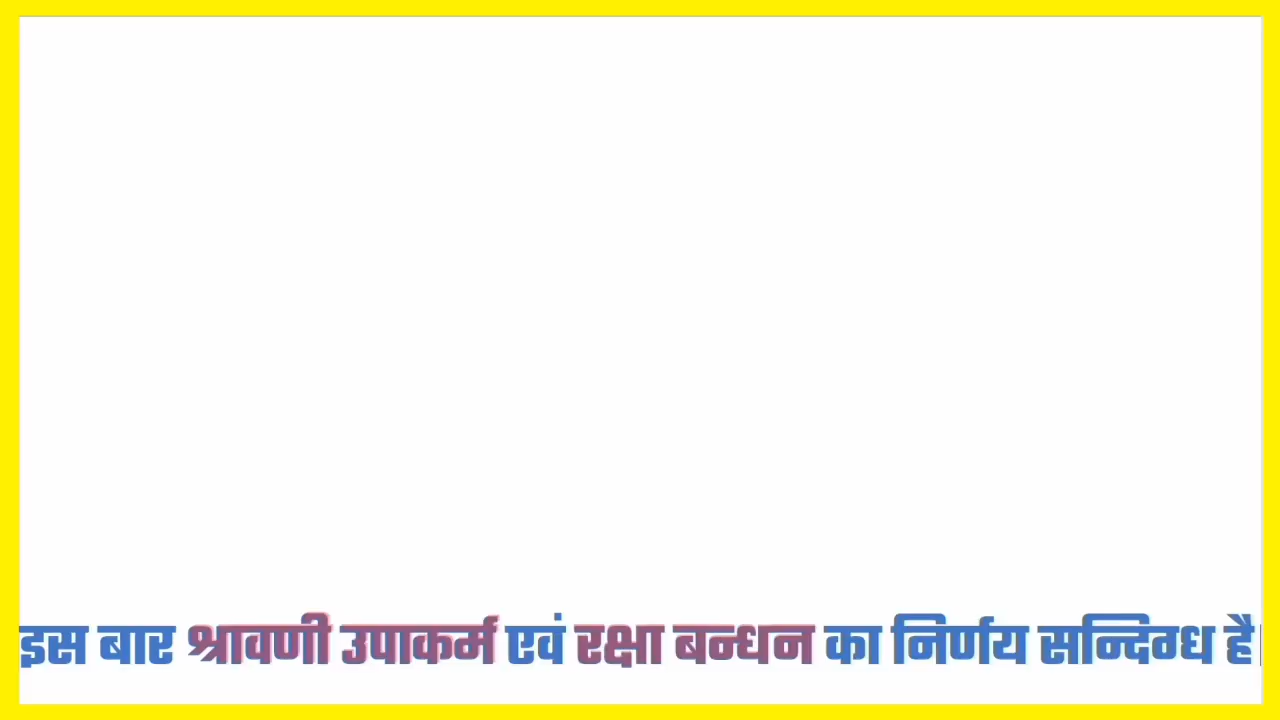 इस बार श्रावणी उपाकर्म एवं रक्षा बन्धन का निर्णय सन्दिग्ध है।